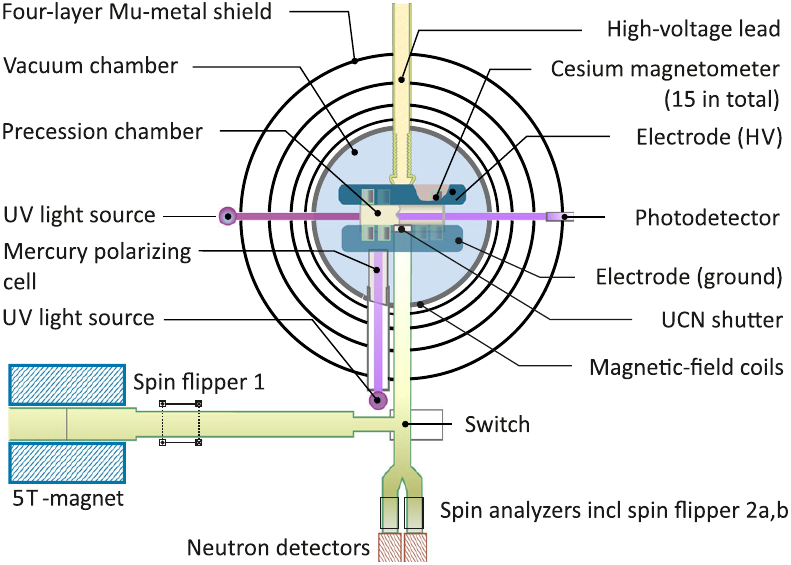 Four-layer Mu-metal shield
High-voltage lead
Vacuum chamber
Cesium magnetometer
(15 in total)
Precession chamber
Electrode (HV)
UV light source
Photodetector
Mercury polarizing
cell
Electrode (ground)
UV light source
UCN shutter
Magnetic-field coils
Spin flipper 1
Switch
5T-magnet
Spin analyzers incl spin flipper 2a,b
Neutron detectors